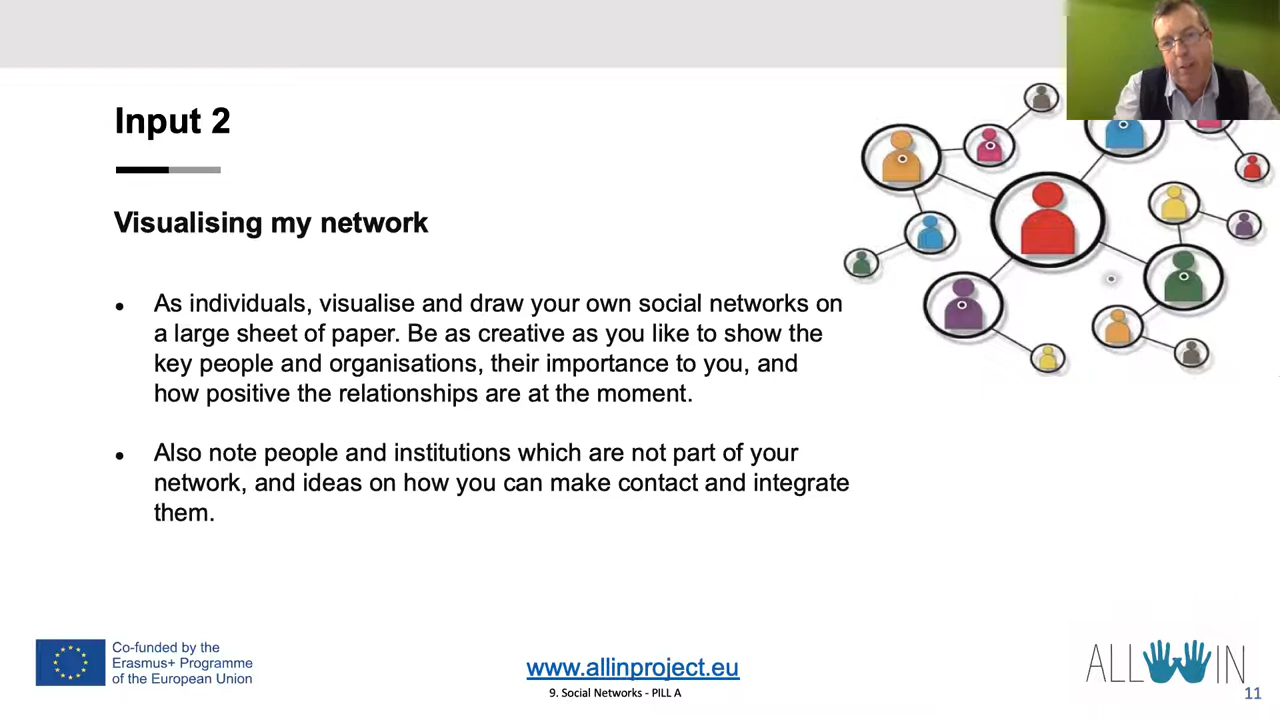 Input 2
Visualising my network
As individuals, visualise and draw your own social networks on
a large sheet of paper. Be as creative as you like to show the
key people and organisations, their importance to you, and
how positive the relationships are at the moment.
Also note people and institutions which are not part of your
network, and ideas on how you can make contact and integrate
them.
Co-funded by the
Erasmus+ Programme
of the European Union
www.allinproject.eu
9. Social Networks - PILL A
ALL IN
11